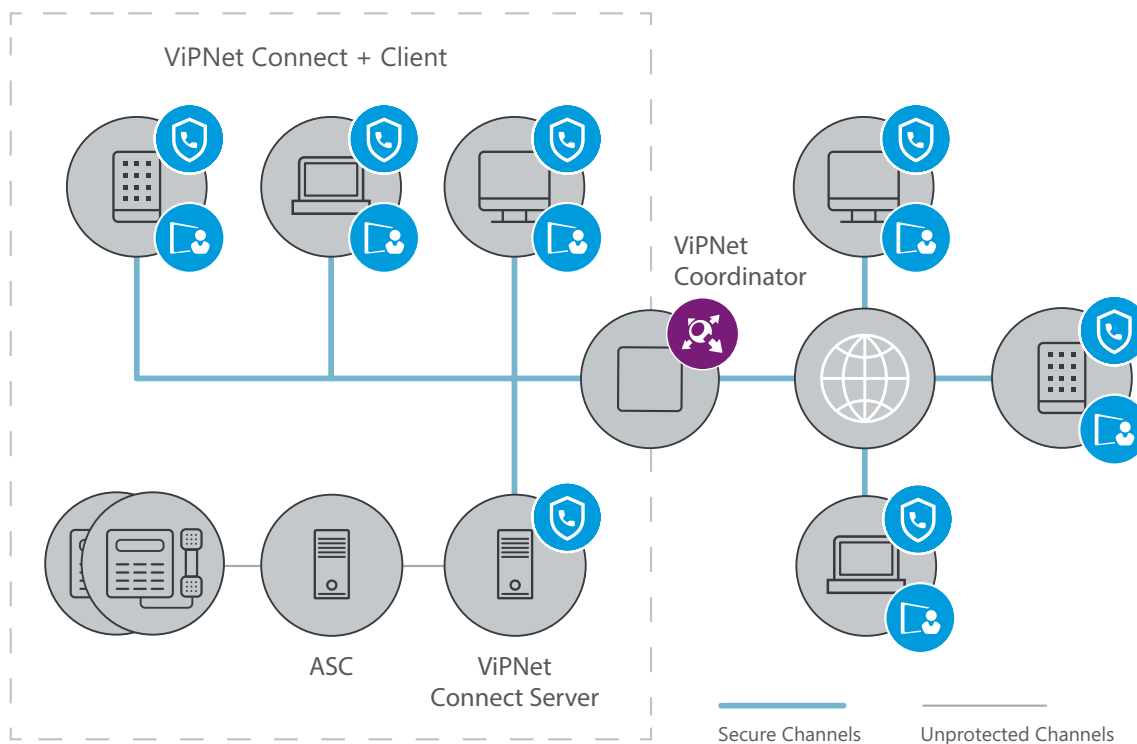 ViPNet Connect + Client
ViPNet
Coordinator
ASC
ViPNet
Connect Server
Secure Channels
Unprotected Channels